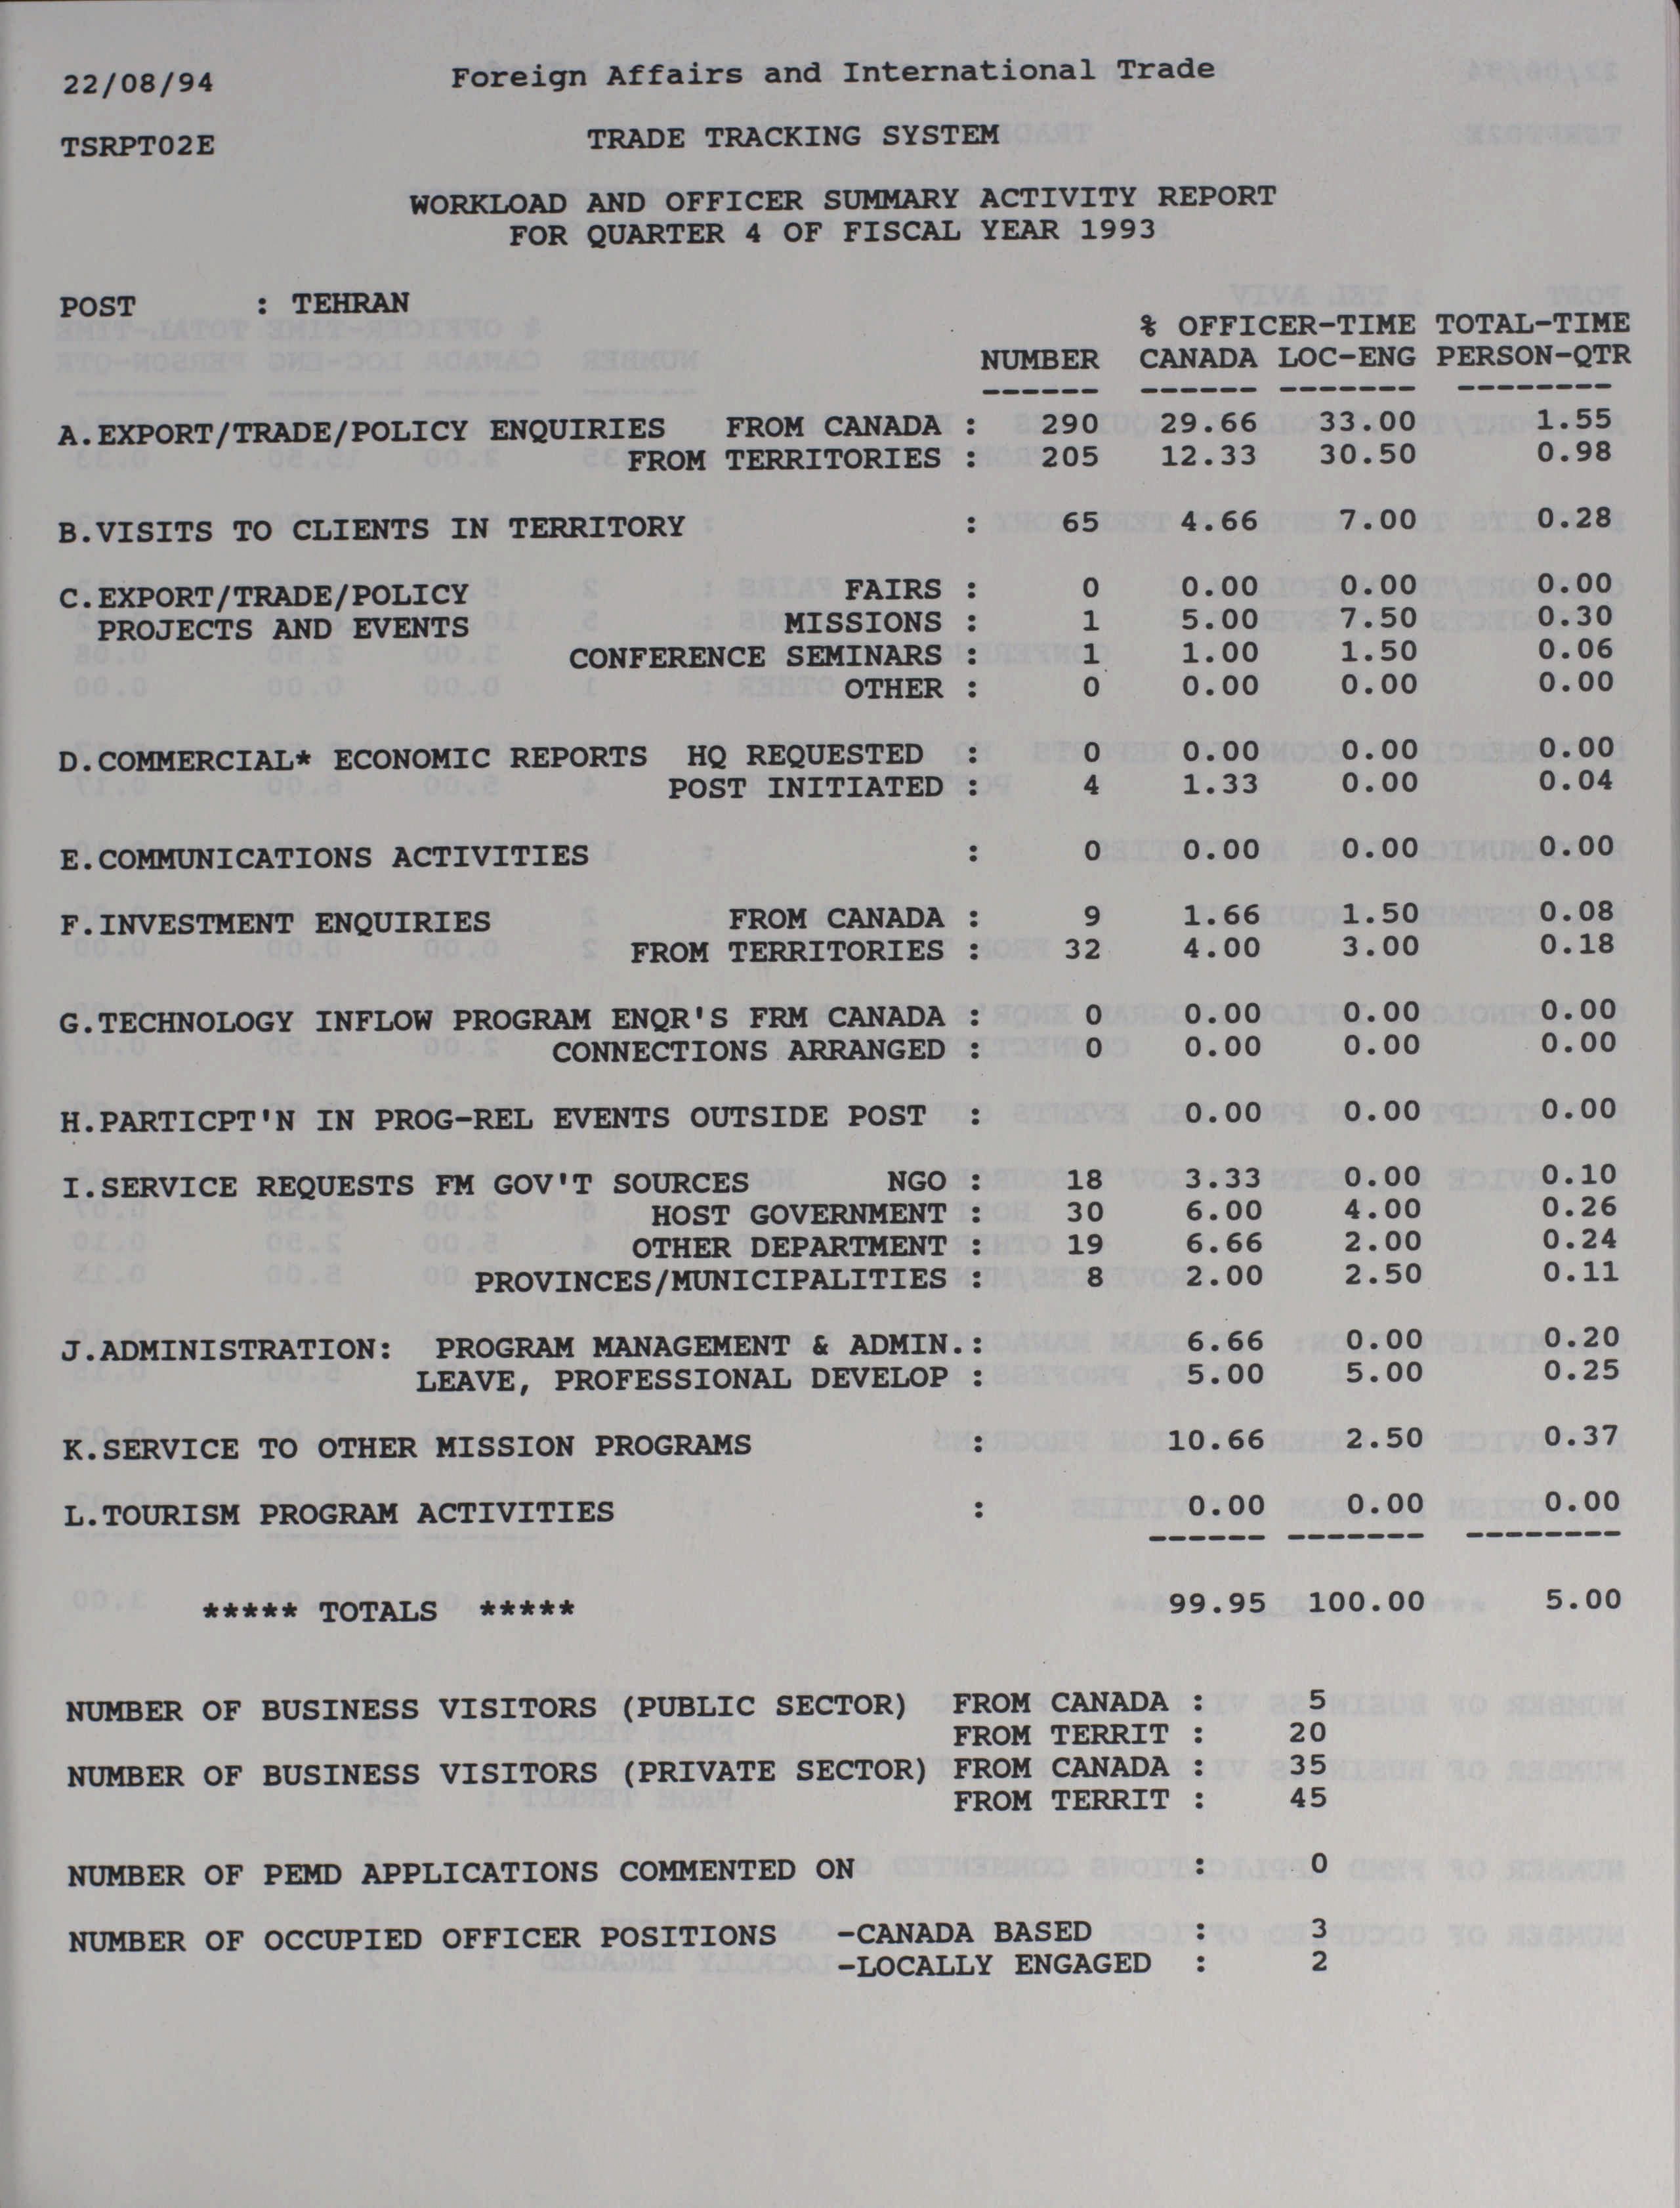 22/08/94 Foreign Affairs and International Trade
TSRPT02E TRADE TRACKING SYSTEM
WORKLOAD AND OFFICER SUMMARY ACTIVITY REPORT
FOR QUARTER 4 OF FISCAL YEAR 1993
POST : TEHRAN
% OFFICER-TIME TOTAL-TIME
NUMBER CANADA LOC-ENG PERSON-QTR
------ ------ ------- --------
A.EXPORT/TRADE/POLICY ENQUIRIES FROM CANADA : 290 29.66 33.00 1.55
FROM TERRITORIES : 205 12.33 30.50 0.98
B.VISITS TO CLIENTS IN TERRITORY : 65 4.66 7.00 0.28
C.EXPORT/TRADE/POLICY FAIRS : 0 0.00 0.00 0.00
PROJECTS AND EVENTS MISSIONS : 1 5.00 7.50 0.30
CONFERENCE SEMINARS : 1 1.00 1.50 0.06
OTHER : 0 0.00 0.00 0.00
D.COMMERCIAL* ECONOMIC REPORTS HQ REQUESTED : 0 0.00 0.00 0.00
POST INITIATED : 4 1.33 0.00 0.04
E.COMMUNICATIONS ACTIVITIES : 0 0.00 0.00 0.00
F.INVESTMENT ENQUIRIES FROM CANADA : 9 1.66 1.50 0.08
FROM TERRITORIES : 32 4.00 3.00 0.18
G.TECHNOLOGY INFLOW PROGRAM ENQR'S FRM CANADA : 0 0.00 0.00 0.00
CONNECTIONS ARRANGED : 0 0.00 0.00 0.00
H.PARTICPT'N IN PROG-REL EVENTS OUTSIDE POST : 0.00 0.00 0.00
I.SERVICE REQUESTS FM GOV'T SOURCES NGO : 18 3.33 0.00 0.10
HOST GOVERNMENT : 30 6.00 4.00 0.26
OTHER DEPARTMENT : 19 6.66 2.00 0.24
PROVINCES/MUNICIPALITIES : 8 2.00 2.50 0.11
J.ADMINISTRATION: PROGRAM MANAGEMENT & ADMIN.: 6.66 0.00 0.20
LEAVE, PROFESSIONAL DEVELOP : 5.00 5.00 0.25
K.SERVICE TO OTHER MISSION PROGRAMS : 10.66 2.50 0.37
L.TOURISM PROGRAM ACTIVITIES : 0.00 0.00 0.00
------ ------- --------
***** TOTALS ***** 99.95 100.00 5.00
NUMBER OF BUSINESS VISITORS (PUBLIC SECTOR) FROM CANADA : 5
FROM TERRIT : 20
NUMBER OF BUSINESS VISITORS (PRIVATE SECTOR) FROM CANADA : 35
FROM TERRIT : 45
NUMBER OF PEMD APPLICATIONS COMMENTED ON : 0
NUMBER OF OCCUPIED OFFICER POSITIONS -CANADA BASED : 3
-LOCALLY ENGAGED : 2